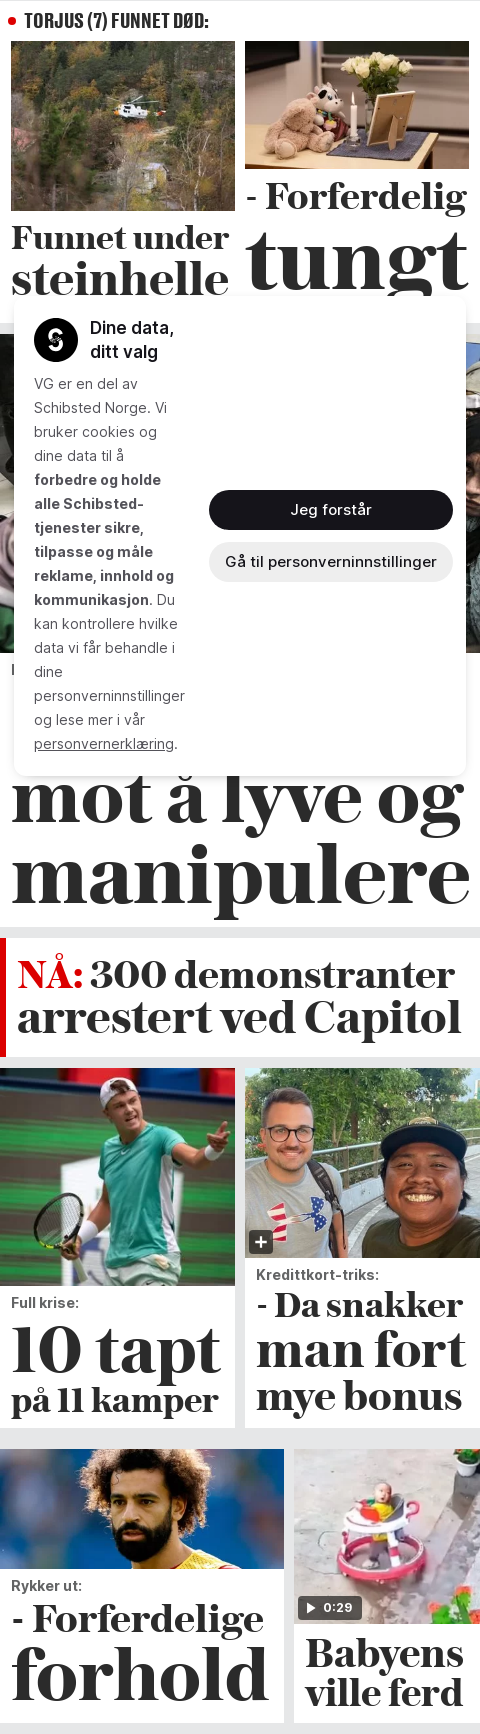 TORJUS (7) FUNNET DØD:
Funnet under
steinhelle
- Forferdelig
tungt
Dine data,
ditt valg
VG er en del av
Schibsted Norge. Vi
bruker cookies og
dine data til å
forbedre og holde
alle Schibsted-
tjenester sikre,
tilpasse og måle
reklame, innhold og
kommunikasjon. Du
kan kontrollere hvilke
data vi får behandle i
dine
personverninnstillinger
og lese mer i vår
personvernerklæring.
Jeg forstår
Gå til personverninnstillinger
mot å lyve og
manipulere
NÅ: 300 demonstranter
arrestert ved Capitol
Full krise:
10 tapt
på 11 kamper
Kredittkort-triks:
- Da snakker
man fort
mye bonus
Rykker ut:
- Forferdelige
forhold
0:29
Babyens
ville ferd